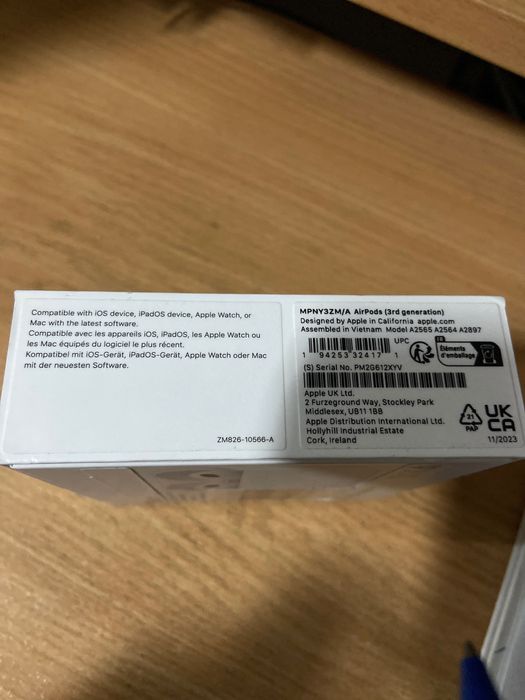 Compatible with iOS device, iPadOS device, Apple Watch, or
Mac with the latest software.
Compatible avec les appareils iOS, iPadOS, les Apple Watch ou
les Mac équipés du logiciel le plus récent.
Kompatibel mit iOS-Gerät, iPadOS-Gerät, Apple Watch oder Mac
mit der neuesten Software.
ZM826-10566-A
MPNY3ZM/A AirPods (3rd generation)
Designed by Apple in California apple.com
Assembled in Vietnam Model A2565 A2564 A2897
UPC
1 94253 32417 1
FR
Éléments
d'emballage
(S) Serial No. PM2G612XYV
Apple UK Ltd.
2 Furzeground Way, Stockley Park
Middlesex, UB11 1BB
Apple Distribution International Ltd.
Hollyhill Industrial Estate
Cork, Ireland
21
PAP
UK
CA
11/2023